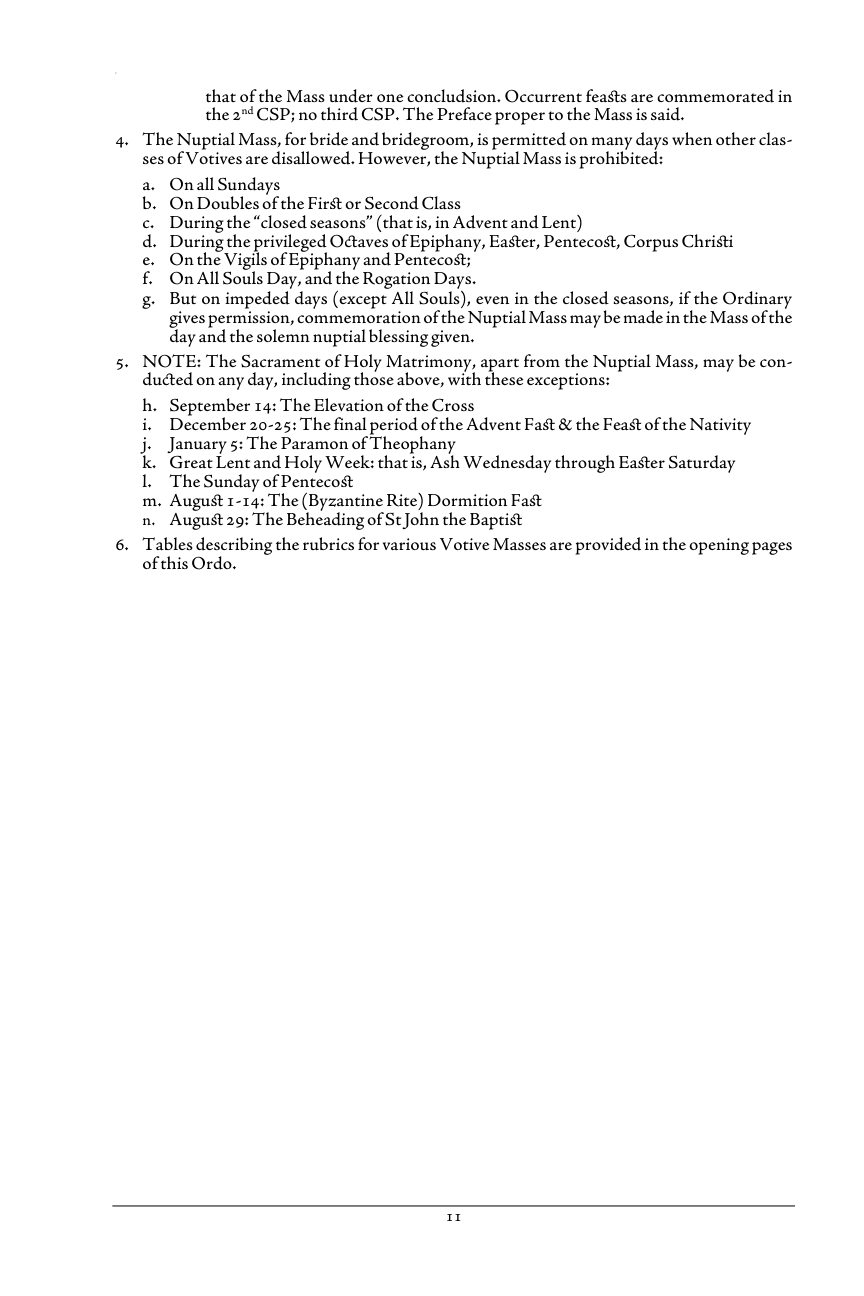 that of the Mass under one concludsion. Occurrent feasts are commemorated in
the 2nd CSP; no third CSP. The Preface proper to the Mass is said.
4. The Nuptial Mass, for bride and bridegroom, is permitted on many days when other clas-
ses of Votives are disallowed. However, the Nuptial Mass is prohibited:
a. On all Sundays
b. On Doubles of the First or Second Class
c. During the “closed seasons” (that is, in Advent and Lent)
d. During the privileged Octaves of Epiphany, Easter, Pentecost, Corpus Christi
e. On the Vigils of Epiphany and Pentecost;
f. On All Souls Day, and the Rogation Days.
g. But on impeded days (except All Souls), even in the closed seasons, if the Ordinary
gives permission, commemoration of the Nuptial Mass may be made in the Mass of the
day and the solemn nuptial blessing given.
5. NOTE: The Sacrament of Holy Matrimony, apart from the Nuptial Mass, may be con-
ducted on any day, including those above, with these exceptions:
h. September 14: The Elevation of the Cross
i. December 20-25: The final period of the Advent Fast & the Feast of the Nativity
j. January 5: The Paramon of Theophany
k. Great Lent and Holy Week: that is, Ash Wednesday through Easter Saturday
l. The Sunday of Pentecost
m. August 1-14: The (Byzantine Rite) Dormition Fast
n. August 29: The Beheading of St John the Baptist
6. Tables describing the rubrics for various Votive Masses are provided in the opening pages
of this Ordo.
11